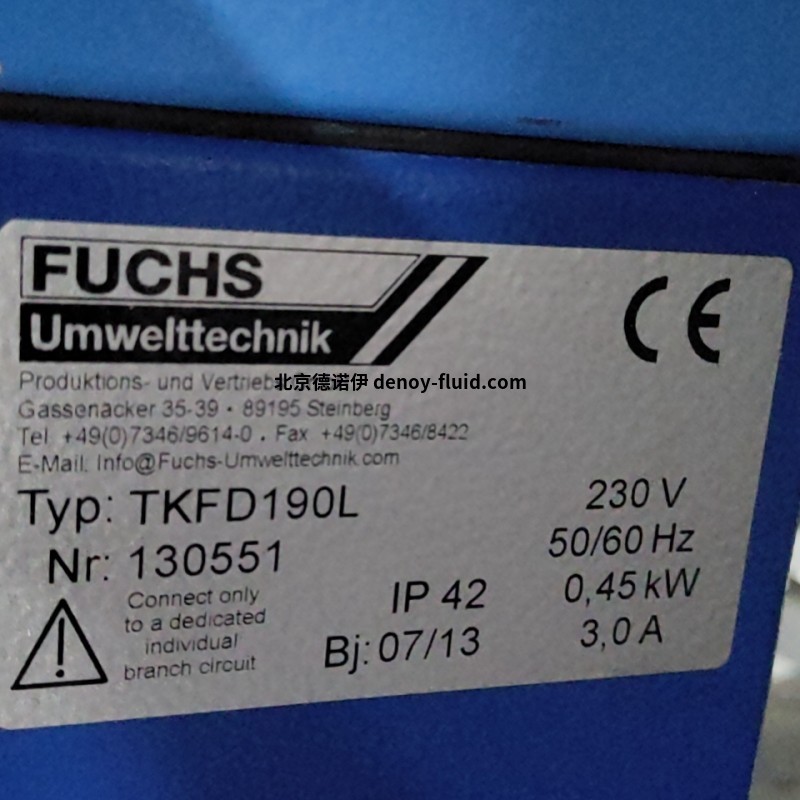 FUCHS
Umwelttechnik
CE
Produktions- und
北京德诺伊 denoy-fluid.com
Gassenäcker 35-39 · 89195 Steinberg
Tel +49(0)7346/9614-0 . Fax +49(0)7346/8422
E-Mail: Info@Fuchs-Umwelttechnik.com
Typ: TKFD190L
230 V
Nr: 130551
50/60 Hz
Connect only
to a dedicated
individual
branch circuit
!
IP 42
0,45 kW
Bj: 07/13
3,0 A